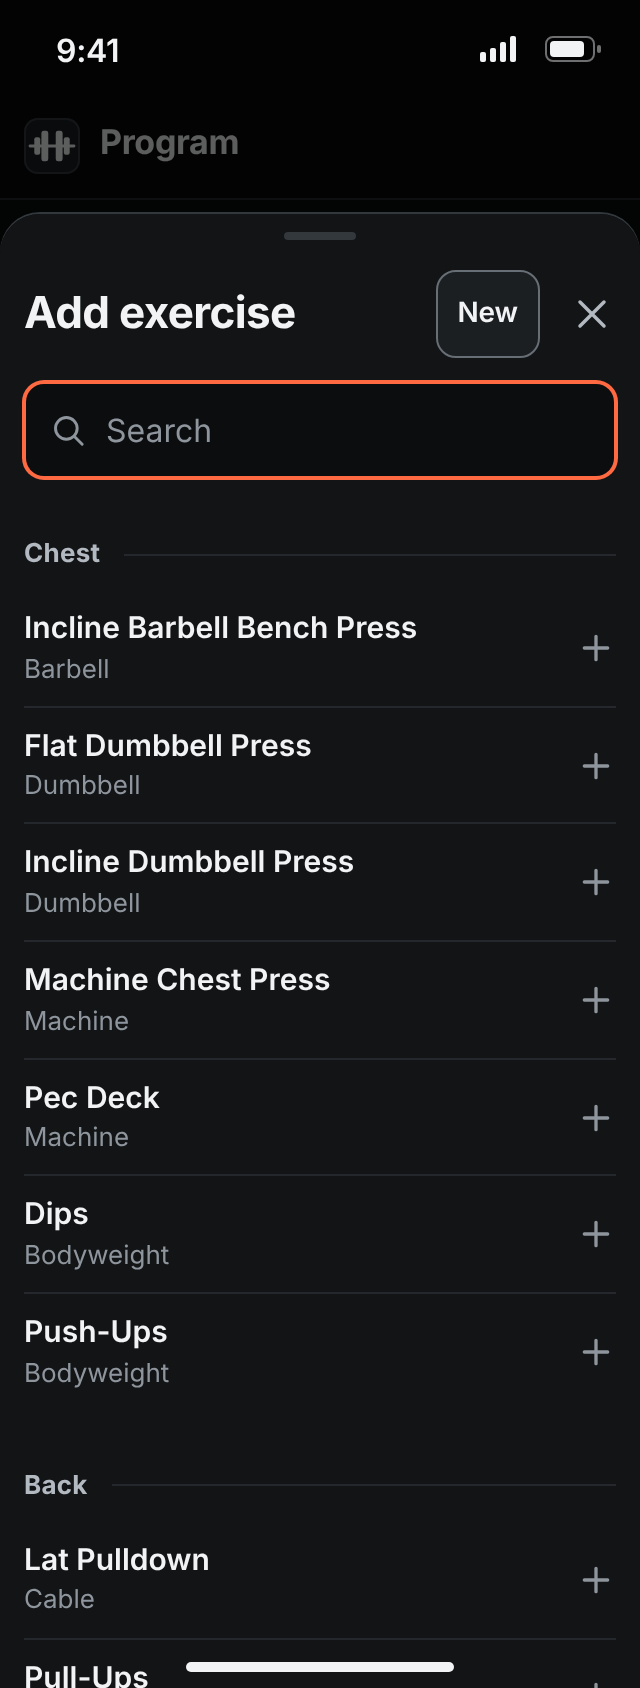 9:41
Program
Add exercise
New
Search
Chest
Incline Barbell Bench Press
Barbell
Flat Dumbbell Press
Dumbbell
Incline Dumbbell Press
Dumbbell
Machine Chest Press
Machine
Pec Deck
Machine
Dips
Bodyweight
Push-Ups
Bodyweight
Back
Lat Pulldown
Cable
Pull-Ups